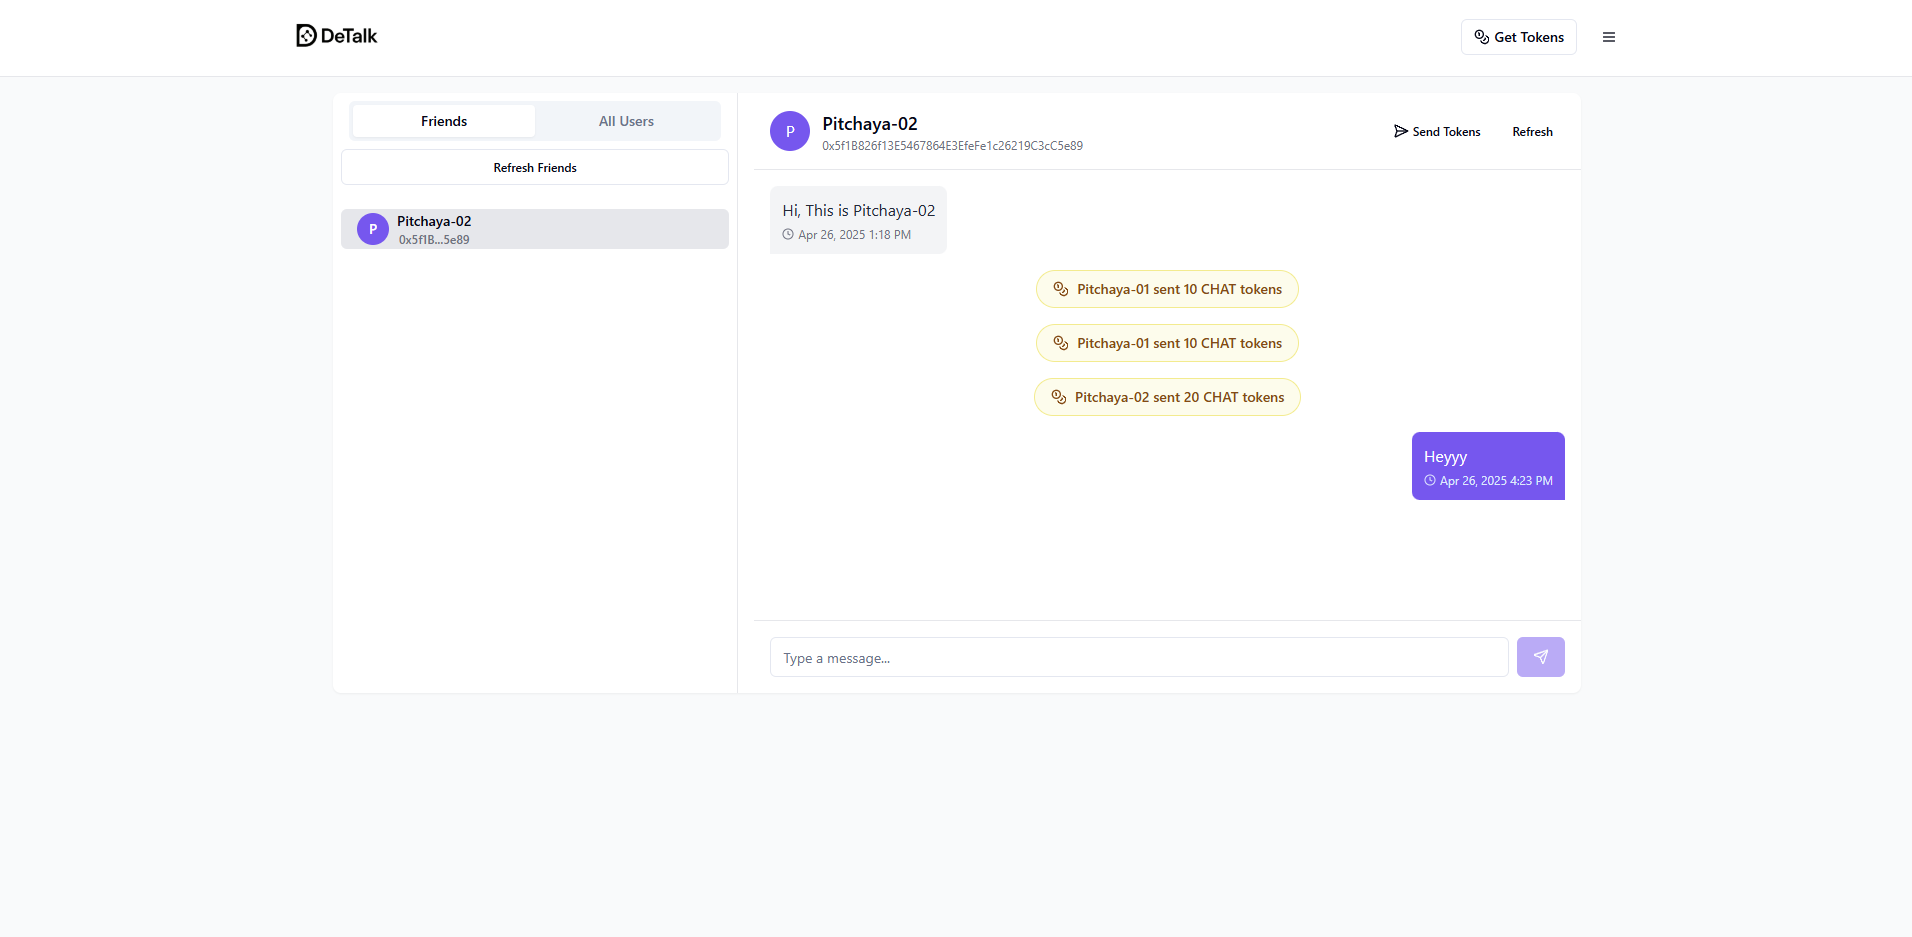 DeTalk
Get Tokens
Friends
All Users
Refresh Friends
P
Pitchaya-02
0x5f1B...5e89
P
Pitchaya-02
0x5f1B826f13E5467864E3EfeFe1c26219C3cC5e89
Send Tokens
Refresh
Hi, This is Pitchaya-02
Apr 26, 2025 1:18 PM
Pitchaya-01 sent 10 CHAT tokens
Pitchaya-01 sent 10 CHAT tokens
Pitchaya-02 sent 20 CHAT tokens
Heyyy
Apr 26, 2025 4:23 PM
Type a message...